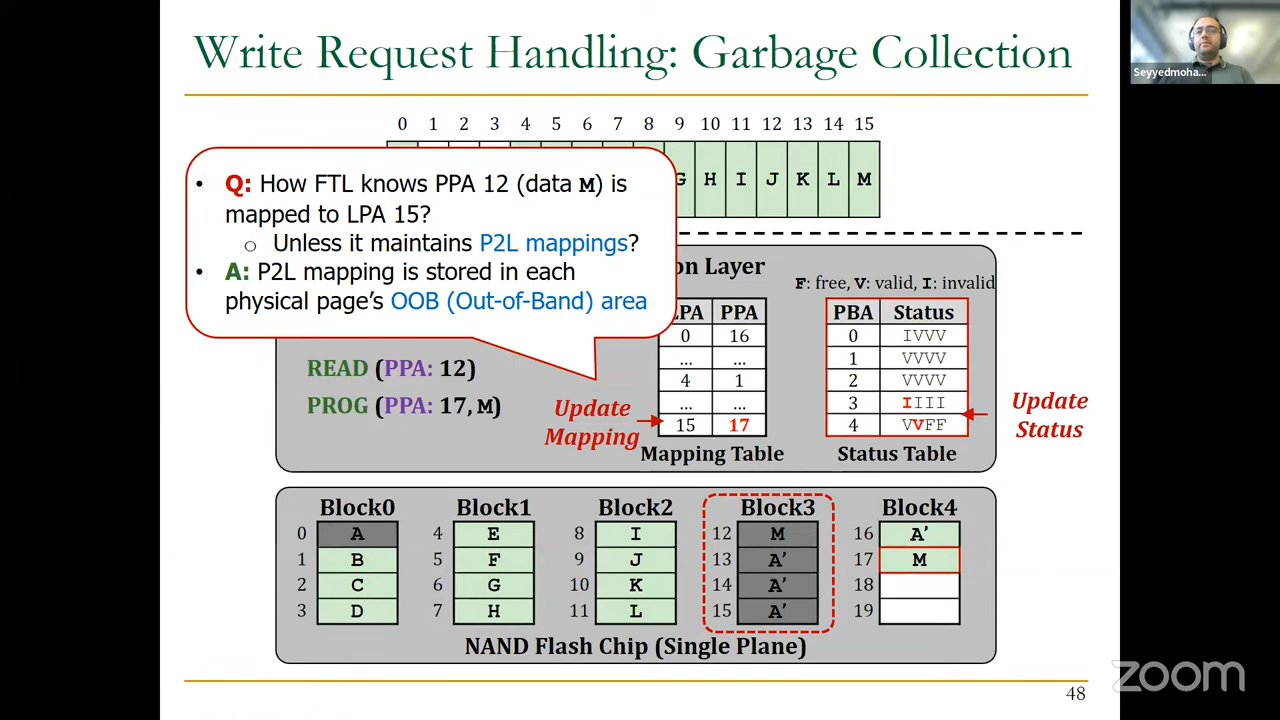 Write Request Handling: Garbage Collection
Seyyedmoha...
0 1 2 3 4 5 6 7 8 9 10 11 12 13 14 15
G H I J K L M
• Q: How FTL knows PPA 12 (data M) is
mapped to LPA 15?
○ Unless it maintains P2L mappings?
• A: P2L mapping is stored in each
physical page's OOB (Out-of-Band) area
on Layer
F: free, V: valid, I: invalid
LPA PPA
0 16
... ...
4 1
... ...
15 17
Mapping Table
PBA Status
0 IVVV
1 VVVV
2 VVVV
3 IIII
4 VVFF
Status Table
READ (PPA: 12)
PROG (PPA: 17, M)
Update
Mapping
Update
Status
Block0 Block1 Block2 Block3 Block4
0 A 4 E 8 I 12 M 16 A'
1 B 5 F 9 J 13 A' 17 M
2 C 6 G 10 K 14 A' 18
3 D 7 H 11 L 15 A' 19
NAND Flash Chip (Single Plane)
48
zoom